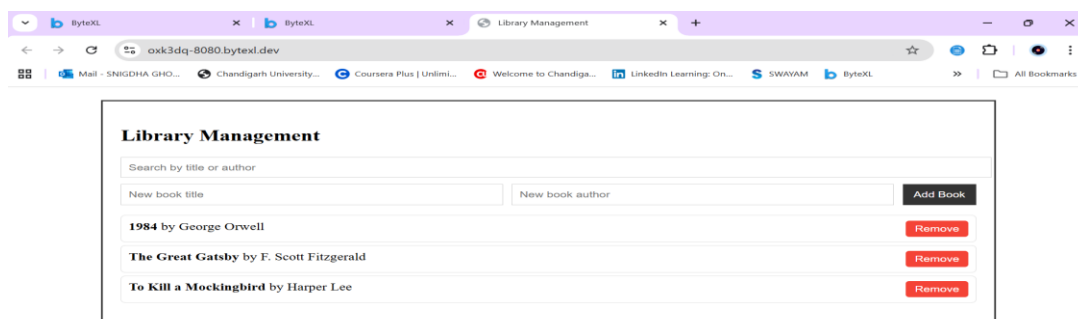 ByteXL
ByteXL
Library Management
oxk3dq-8080.bytexl.dev
Mail - SNIGDHA GHO...
Chandigarh University...
Coursera Plus | Unlimi...
Welcome to Chandiga...
LinkedIn Learning: On...
SWAYAM
ByteXL
All Bookmarks
Library Management
Search by title or author
New book title
New book author
Add Book
1984 by George Orwell
Remove
The Great Gatsby by F. Scott Fitzgerald
Remove
To Kill a Mockingbird by Harper Lee
Remove